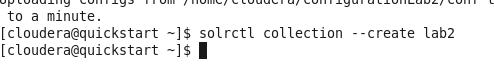 to a minute.
[cloudera@quickstart ~]$ solrctl collection --create lab2
[cloudera@quickstart ~]$